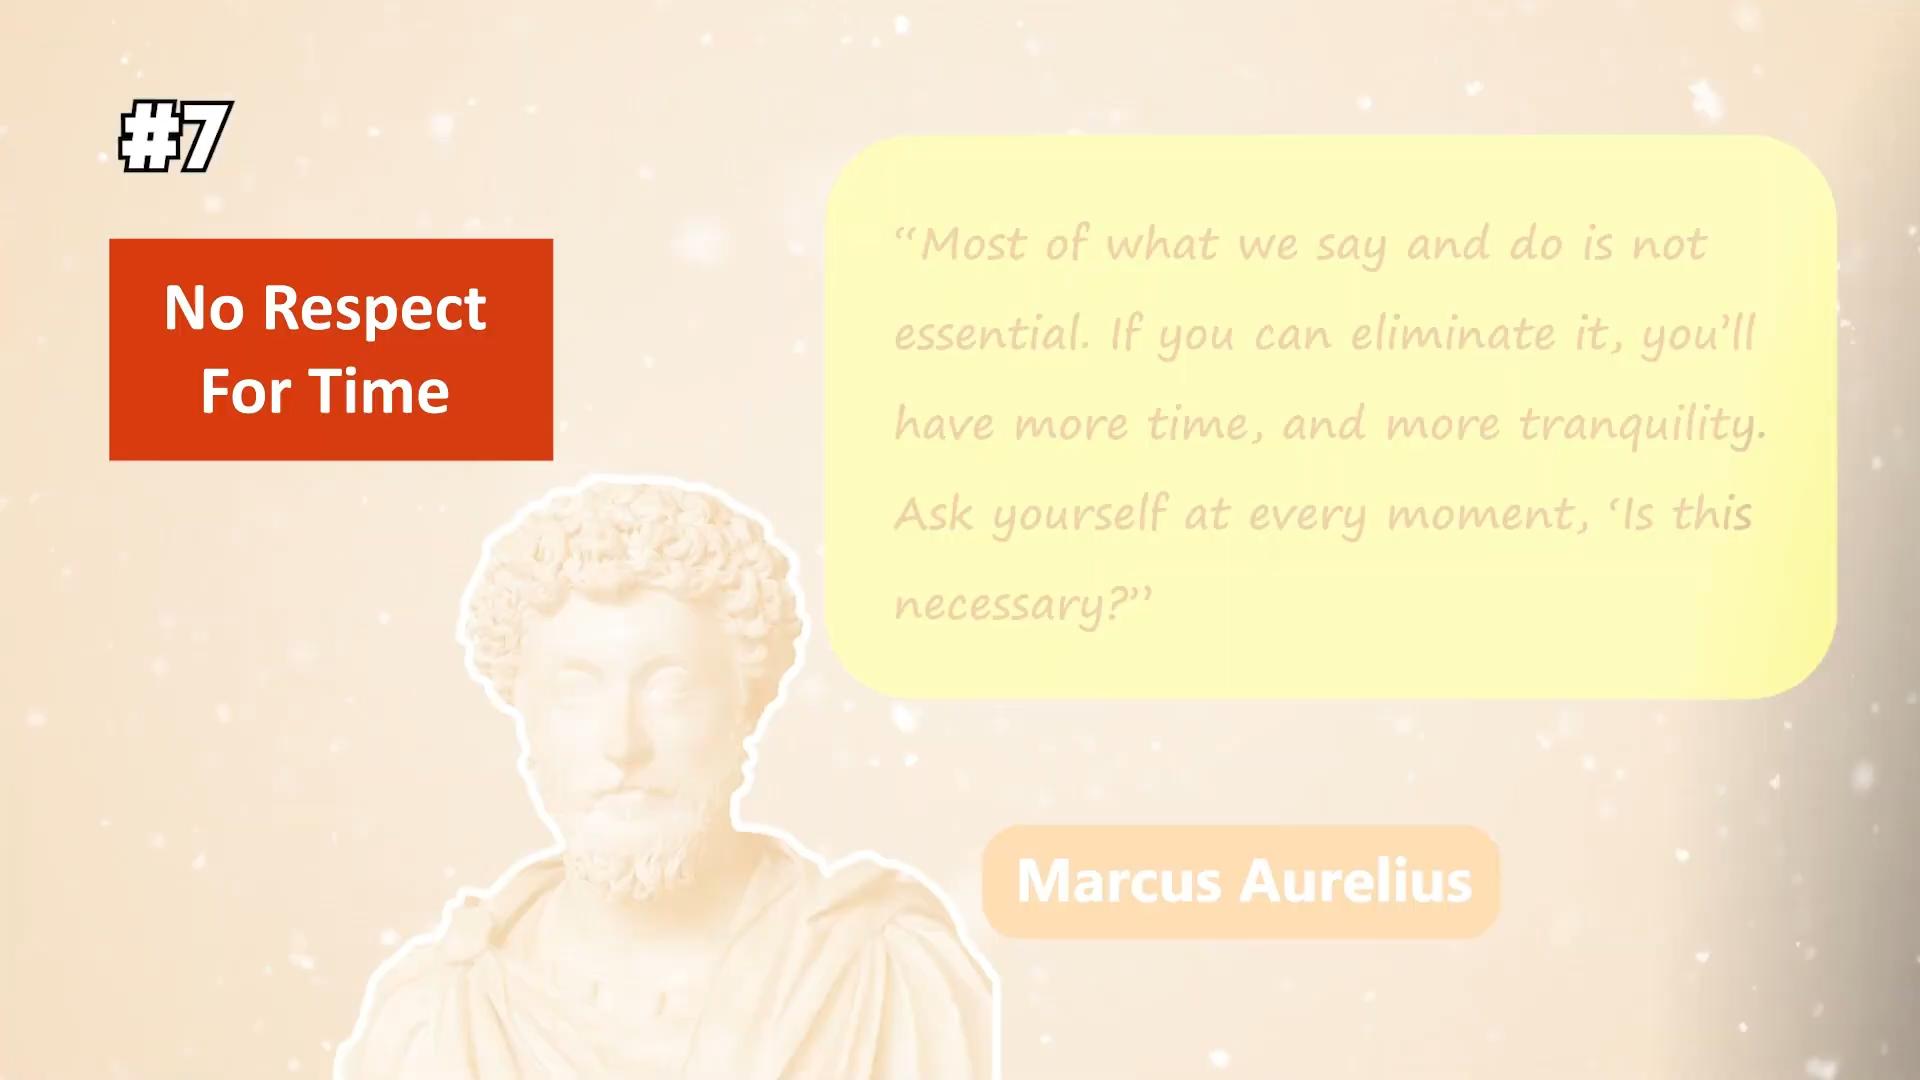 #7
No Respect
For Time
“Most of what we say and do is not
essential. If you can eliminate it, you’ll
have more time, and more tranquility.
Ask yourself at every moment, ‘Is this
necessary?”
Marcus Aurelius